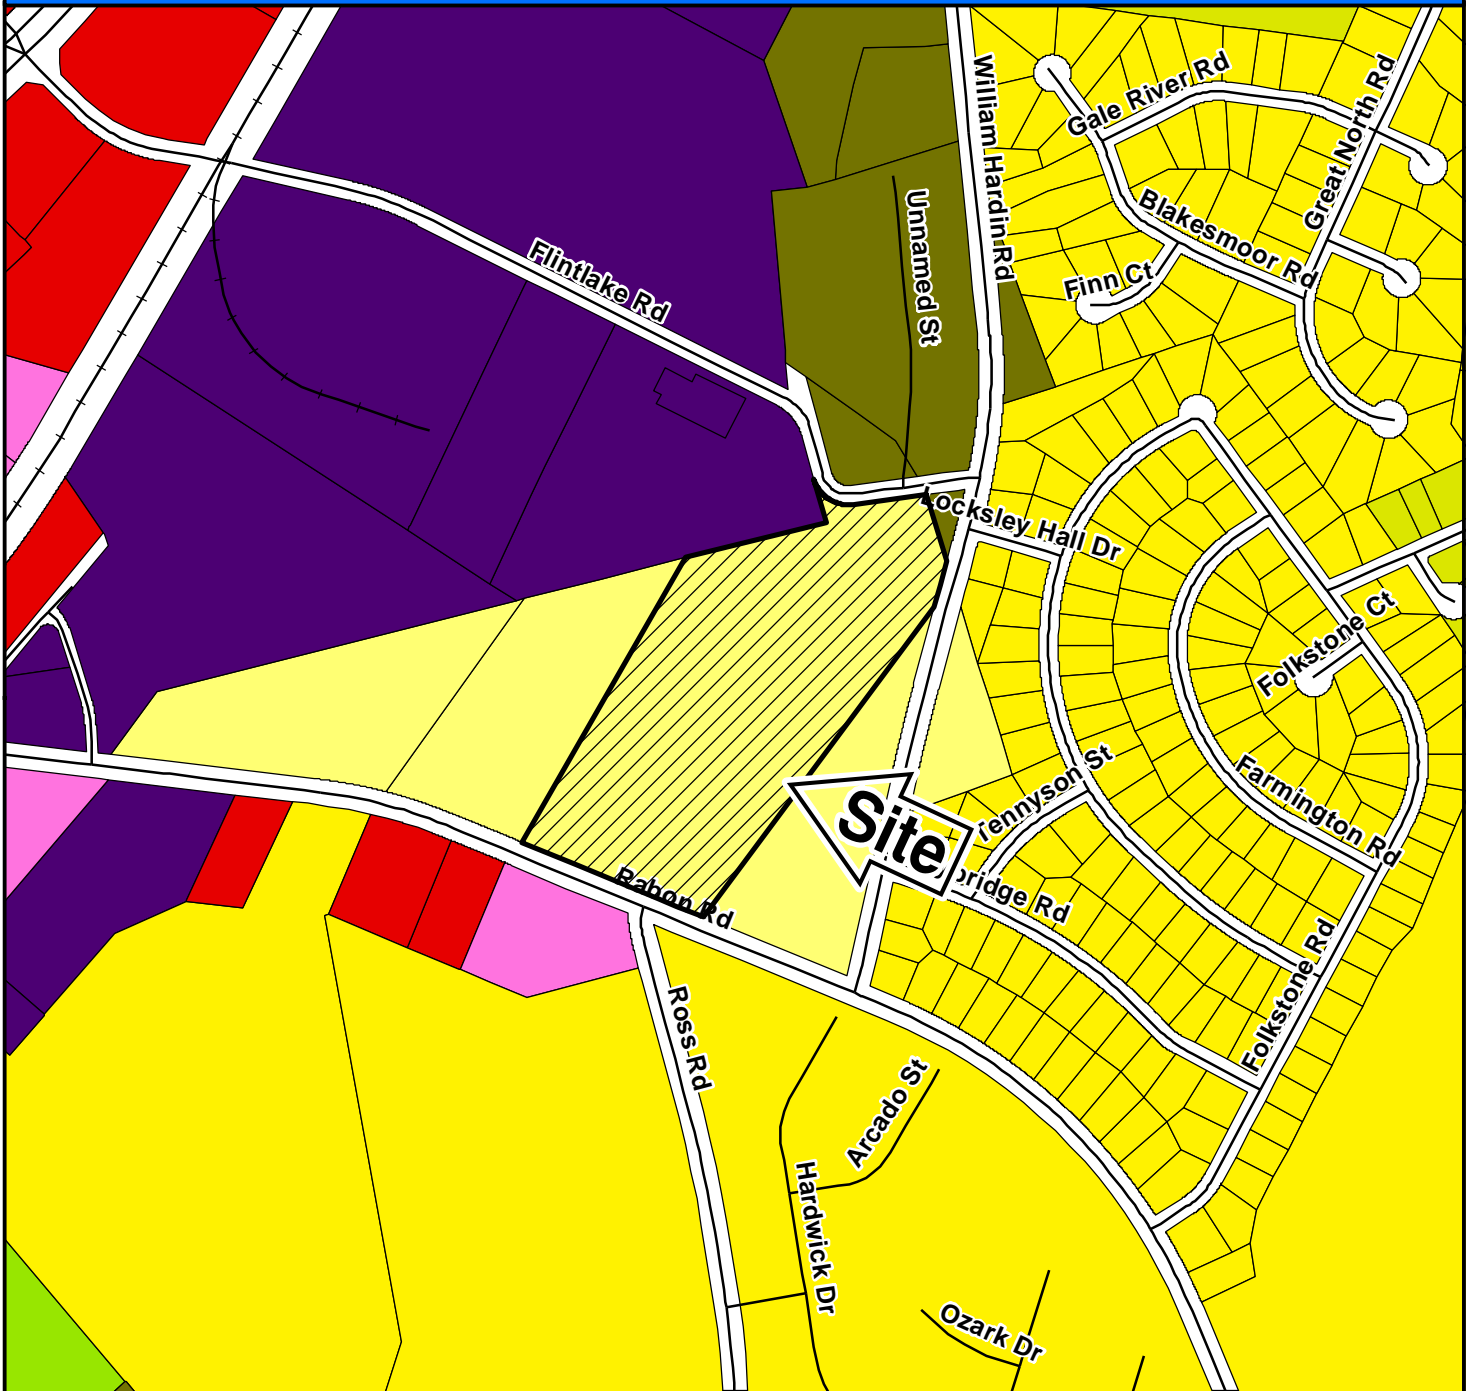 Gale River Rd
Great North Rd
William Hardin Rd
Unnamed St
Blakesmoor Rd
Finn Ct
Flintlake Rd
Locksley Hall Dr
Folkstone Ct
Tennyson St
Farmington Rd
Site
bridge Rd
Rabon Rd
Folkstone Rd
Ross Rd
Arcado St
Hardwick Dr
Ozark Dr